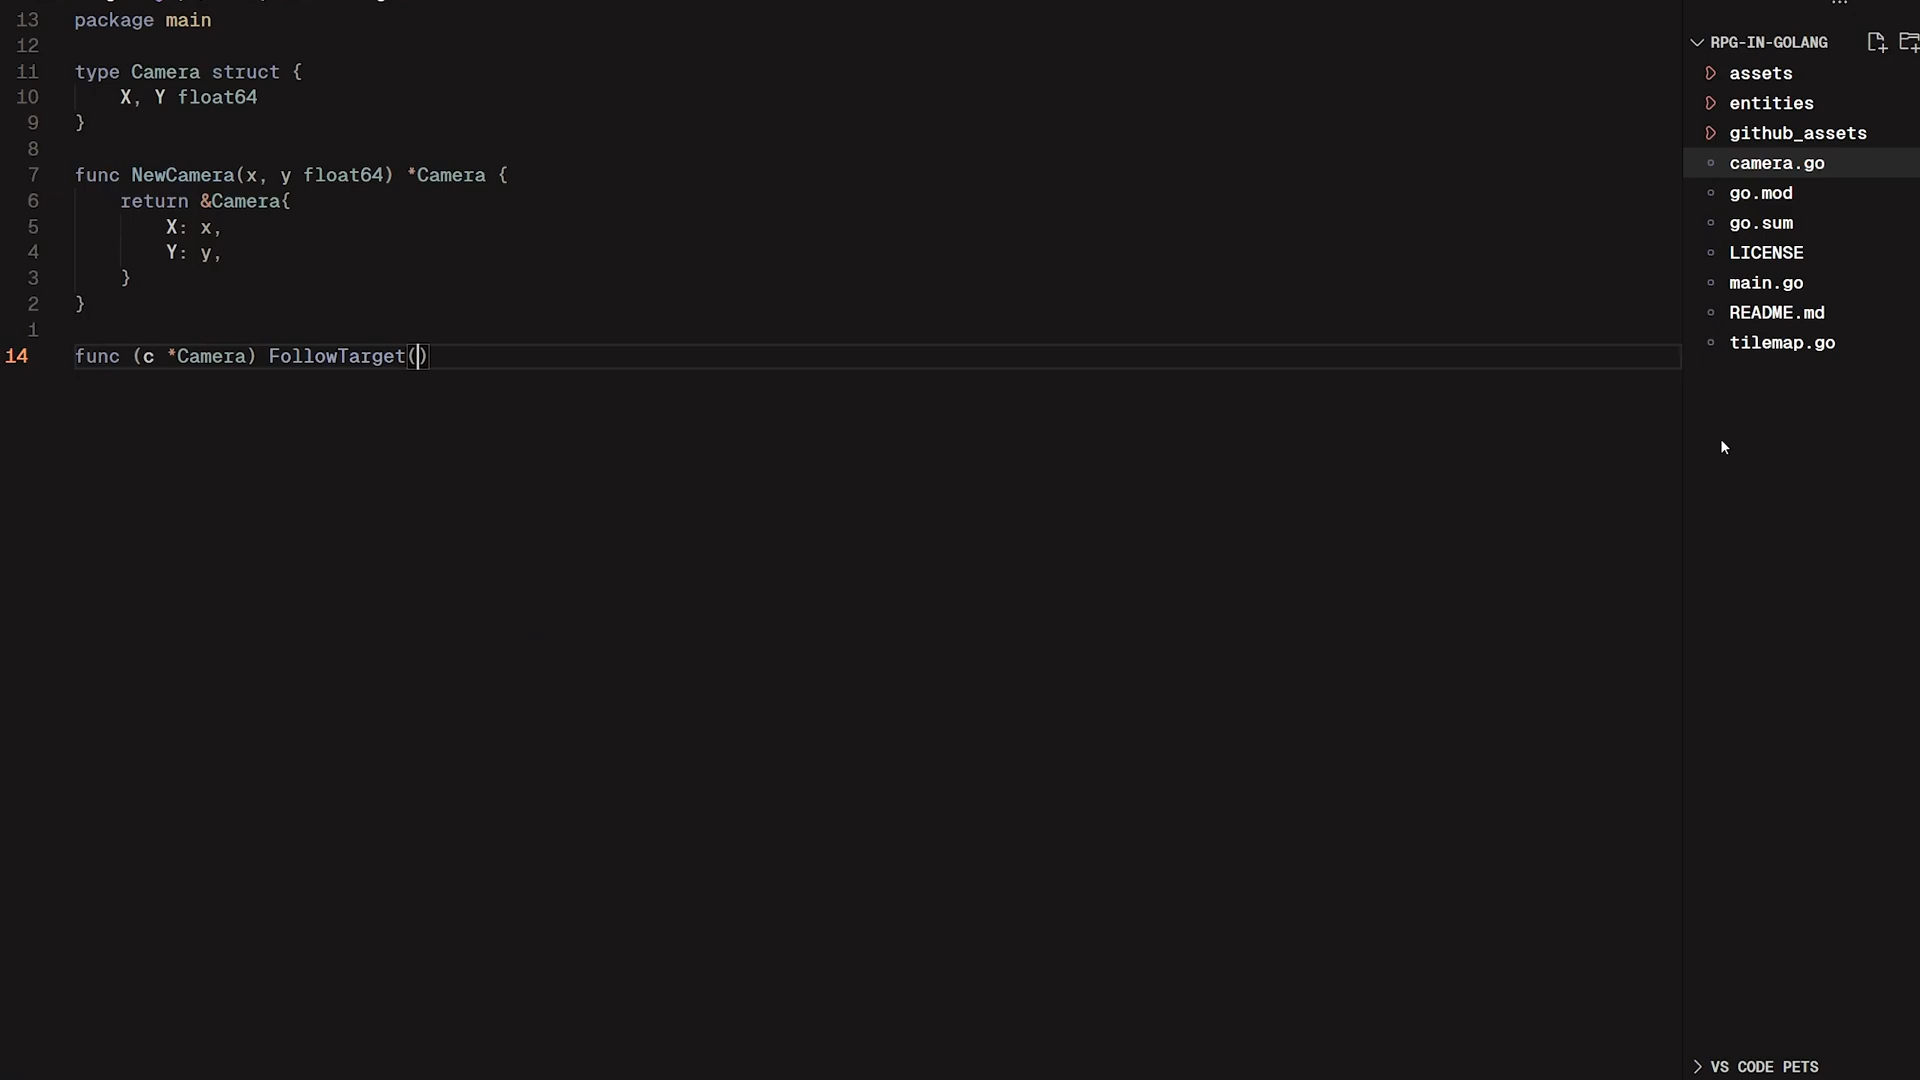 13 package main
12
11 type Camera struct {
10 X, Y float64
9 }
8
7 func NewCamera(x, y float64) *Camera {
6 return &Camera{
5 X: x,
4 Y: y,
3 }
2 }
1
14 func (c *Camera) FollowTarget()
RPG-IN-GOLANG
assets
entities
github_assets
camera.go
go.mod
go.sum
LICENSE
main.go
README.md
tilemap.go
VS CODE PETS